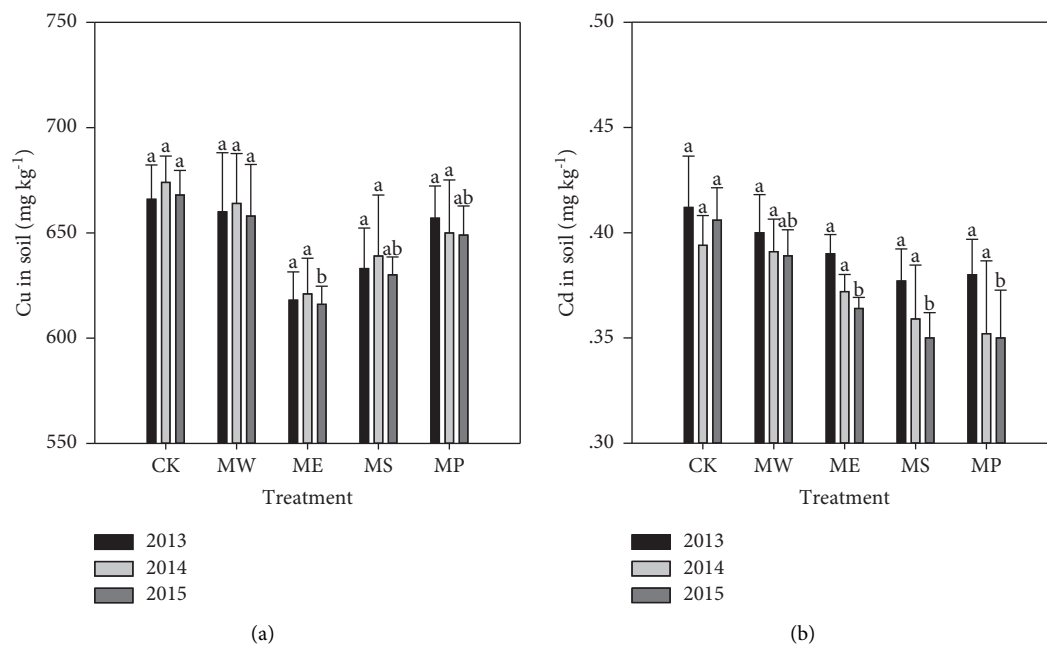 750
700
650
600
550
Cu in soil (mg kg-1)
a a a
a a a
a a b
a a ab
a a ab
CK MW ME MS MP
Treatment
2013
2014
2015
(a)
.50
.45
.40
.35
.30
Cd in soil (mg kg-1)
a a a
a a ab
a a b
a a b
a a b
CK MW ME MS MP
Treatment
2013
2014
2015
(b)